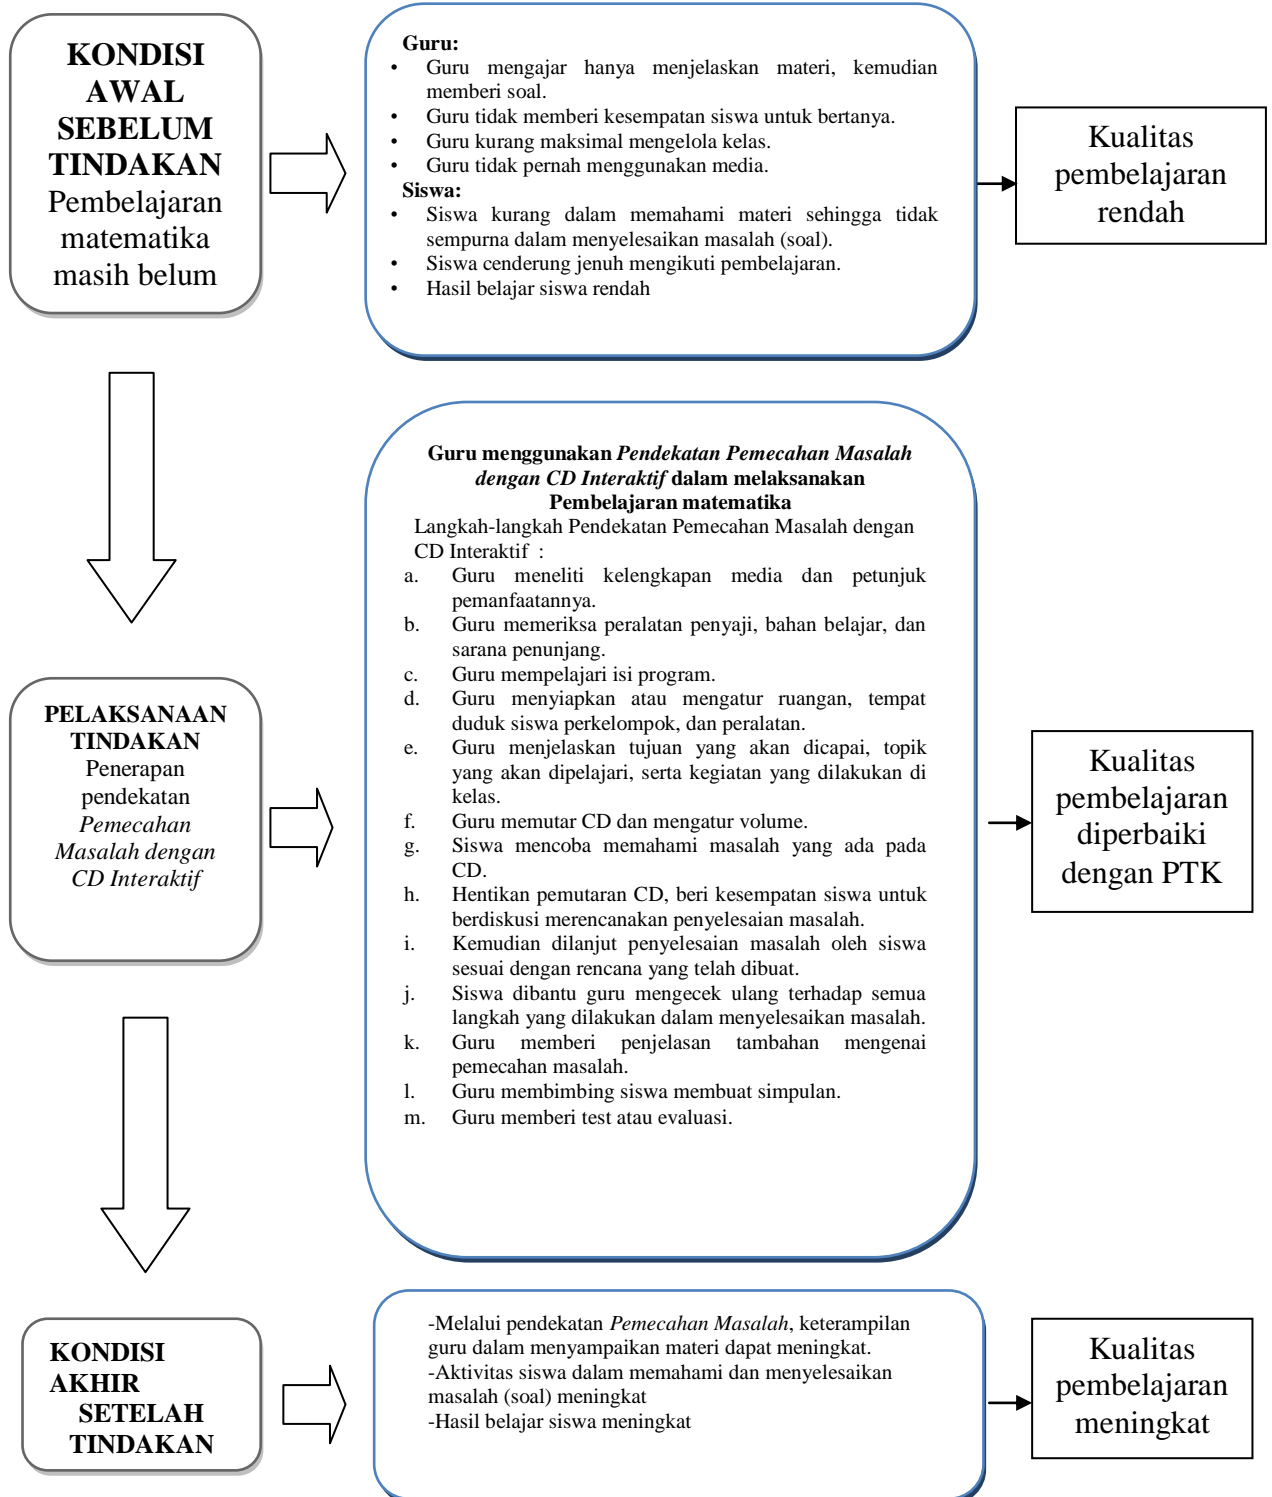 KONDISI
AWAL
SEBELUM
TINDAKAN
Pembelajaran
matematika
masih belum
Guru:
• Guru mengajar hanya menjelaskan materi, kemudian
memberi soal.
• Guru tidak memberi kesempatan siswa untuk bertanya.
• Guru kurang maksimal mengelola kelas.
• Guru tidak pernah menggunakan media.
Siswa:
• Siswa kurang dalam memahami materi sehingga tidak
sempurna dalam menyelesaikan masalah (soal).
• Siswa cenderung jenuh mengikuti pembelajaran.
• Hasil belajar siswa rendah
Kualitas
pembelajaran
rendah
PELAKSANAAN
TINDAKAN
Penerapan
pendekatan
Pemecahan
Masalah dengan
CD Interaktif
Guru menggunakan Pendekatan Pemecahan Masalah
dengan CD Interaktif dalam melaksanakan
Pembelajaran matematika
Langkah-langkah Pendekatan Pemecahan Masalah dengan
CD Interaktif :
a. Guru meneliti kelengkapan media dan petunjuk
pemanfaatannya.
b. Guru memeriksa peralatan penyaji, bahan belajar, dan
sarana penunjang.
c. Guru mempelajari isi program.
d. Guru menyiapkan atau mengatur ruangan, tempat
duduk siswa perkelompok, dan peralatan.
e. Guru menjelaskan tujuan yang akan dicapai, topik
yang akan dipelajari, serta kegiatan yang dilakukan di
kelas.
f. Guru memutar CD dan mengatur volume.
g. Siswa mencoba memahami masalah yang ada pada
CD.
h. Hentikan pemutaran CD, beri kesempatan siswa untuk
berdiskusi merencanakan penyelesaian masalah.
i. Kemudian dilanjut penyelesaian masalah oleh siswa
sesuai dengan rencana yang telah dibuat.
j. Siswa dibantu guru mengecek ulang terhadap semua
langkah yang dilakukan dalam menyelesaikan masalah.
k. Guru memberi penjelasan tambahan mengenai
pemecahan masalah.
l. Guru membimbing siswa membuat simpulan.
m. Guru memberi test atau evaluasi.
Kualitas
pembelajaran
diperbaiki
dengan PTK
KONDISI
AKHIR
SETELAH
TINDAKAN
-Melalui pendekatan Pemecahan Masalah, keterampilan
guru dalam menyampaikan materi dapat meningkat.
-Aktivitas siswa dalam memahami dan menyelesaikan
masalah (soal) meningkat
-Hasil belajar siswa meningkat
Kualitas
pembelajaran
meningkat